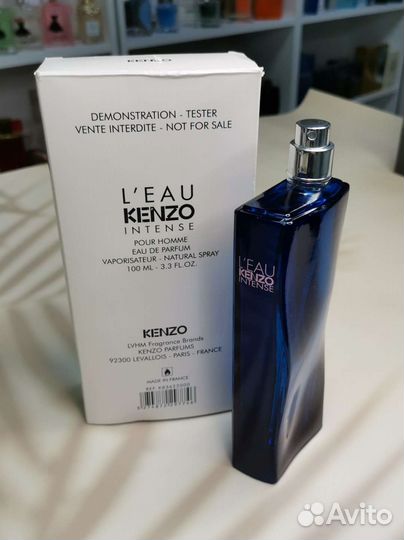 DEMONSTRATION - TESTER
VENTE INTERDITE - NOT FOR SALE
L'EAU
KENZO
INTENSE
POUR HOMME
EAU DE PARFUM
VAPORISATEUR - NATURAL SPRAY
100 ML - 3.3 FL.OZ.
KENZO
LVHM Fragrance Brands
KENZO PARFUMS
92300 LEVALLOIS - PARIS - FRANCE
MADE IN FRANCE
L'EAU
KENZO
INTENSE
Avito